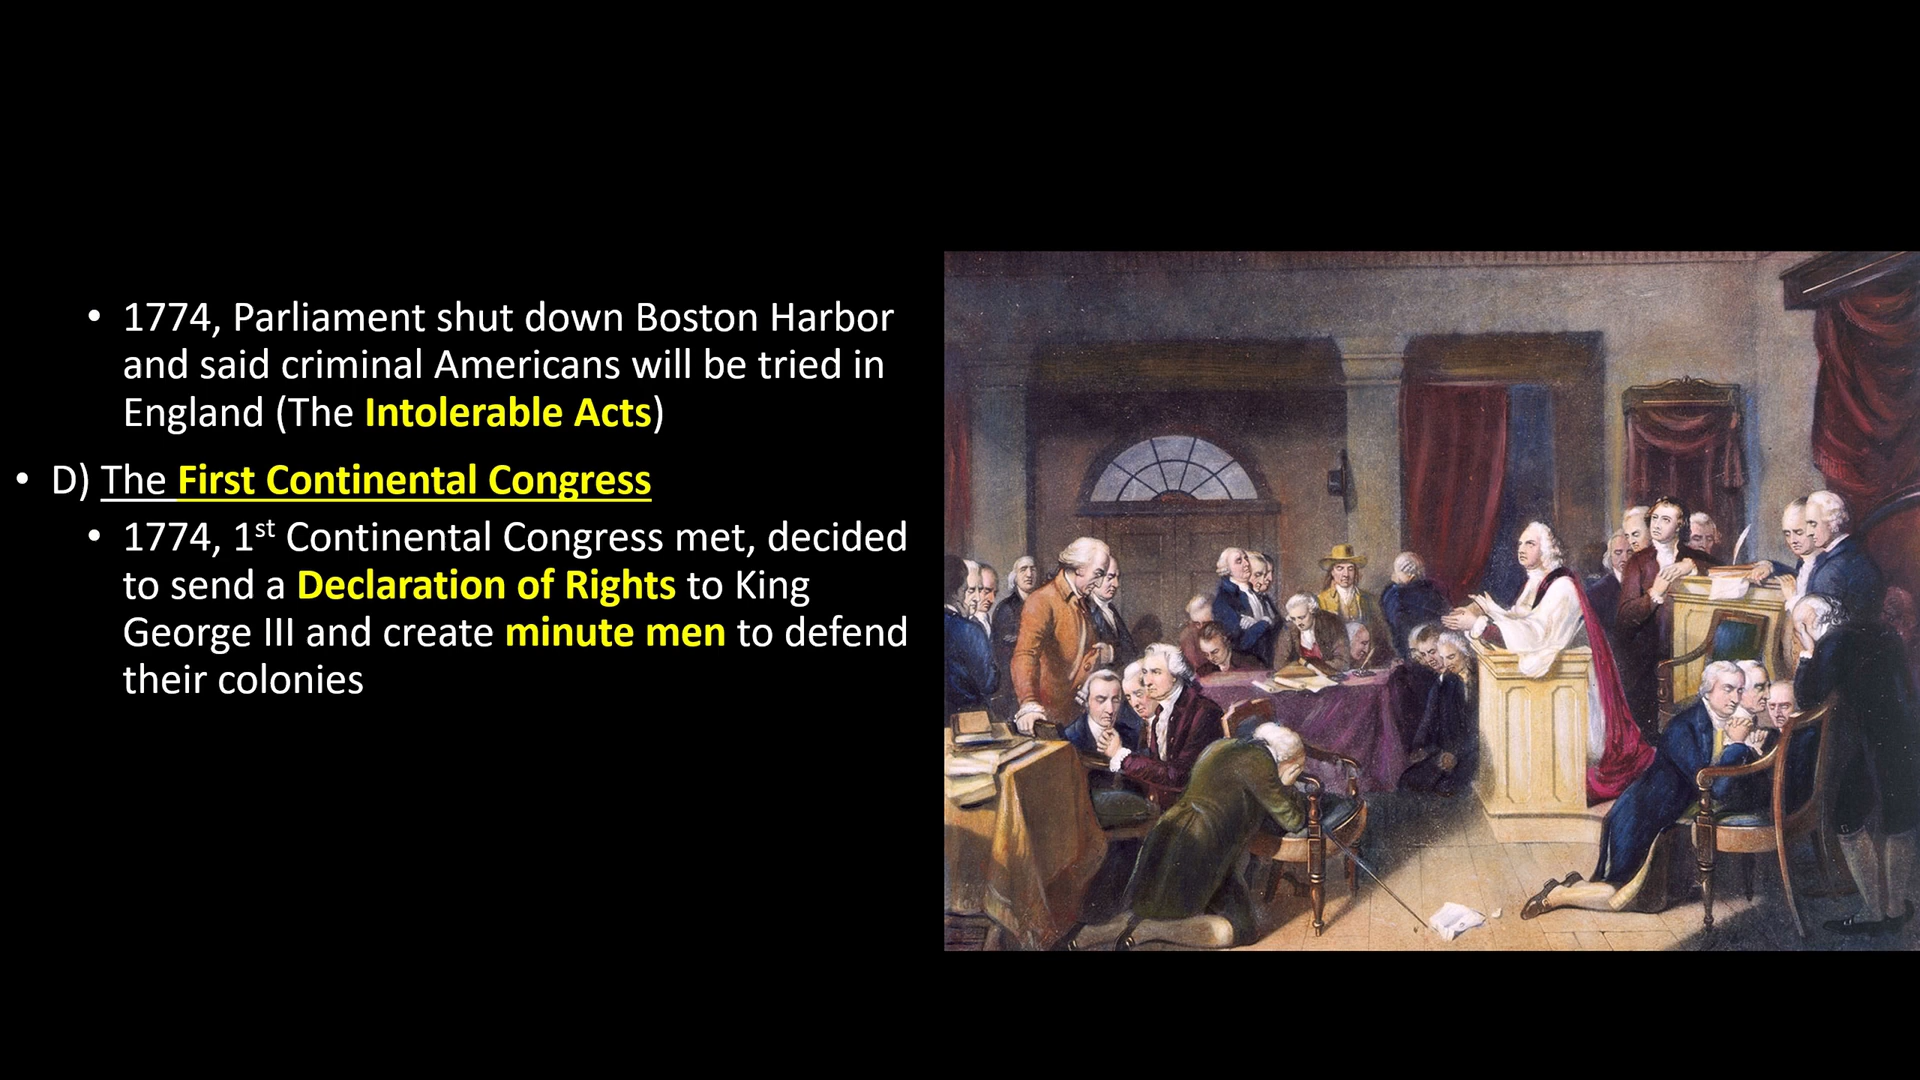 • 1774, Parliament shut down Boston Harbor
and said criminal Americans will be tried in
England (The Intolerable Acts)
• D) The First Continental Congress
• 1774, 1st Continental Congress met, decided
to send a Declaration of Rights to King
George III and create minute men to defend
their colonies